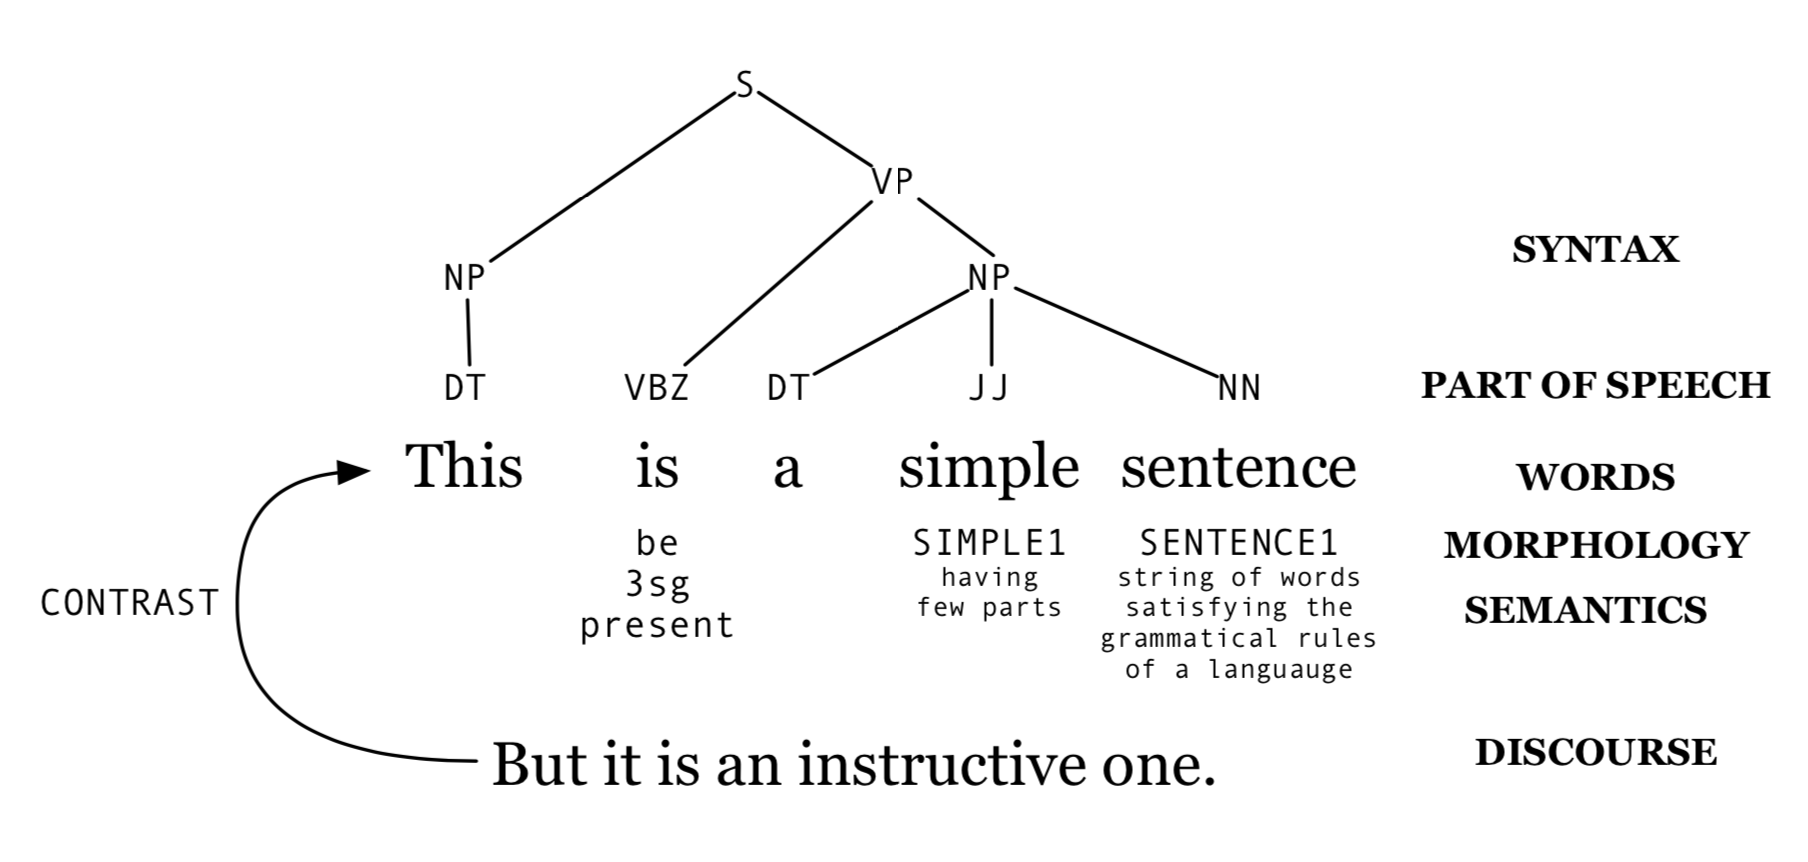 S
VP
SYNTAX
NP NP
DT VBZ DT JJ NN PART OF SPEECH
This is a simple sentence WORDS
be SIMPLE1 SENTENCE1 MORPHOLOGY
3sg having string of words
present few parts satisfying the SEMANTICS
grammatical rules
of a languauge
CONTRAST
But it is an instructive one. DISCOURSE